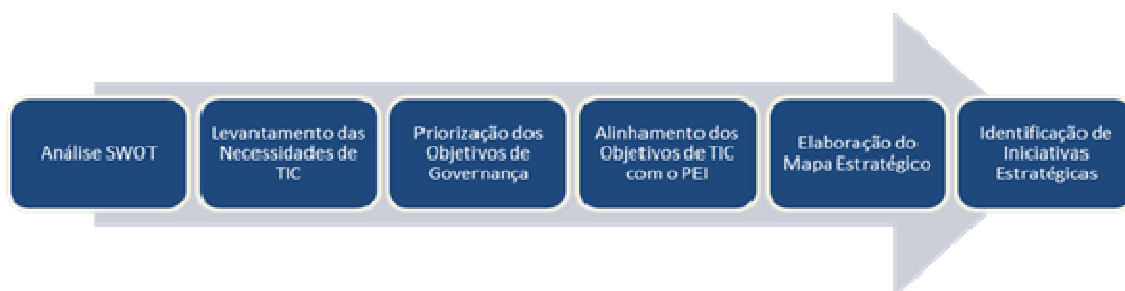 Análise SWOT
Levantamento das
Necessidades de
TIC
Priorização dos
Objetivos de
Governança
Alinhamento dos
Objetivos de TIC
com o PEI
Elaboração do
Mapa Estratégico
Identificação de
Iniciativas
Estratégicas